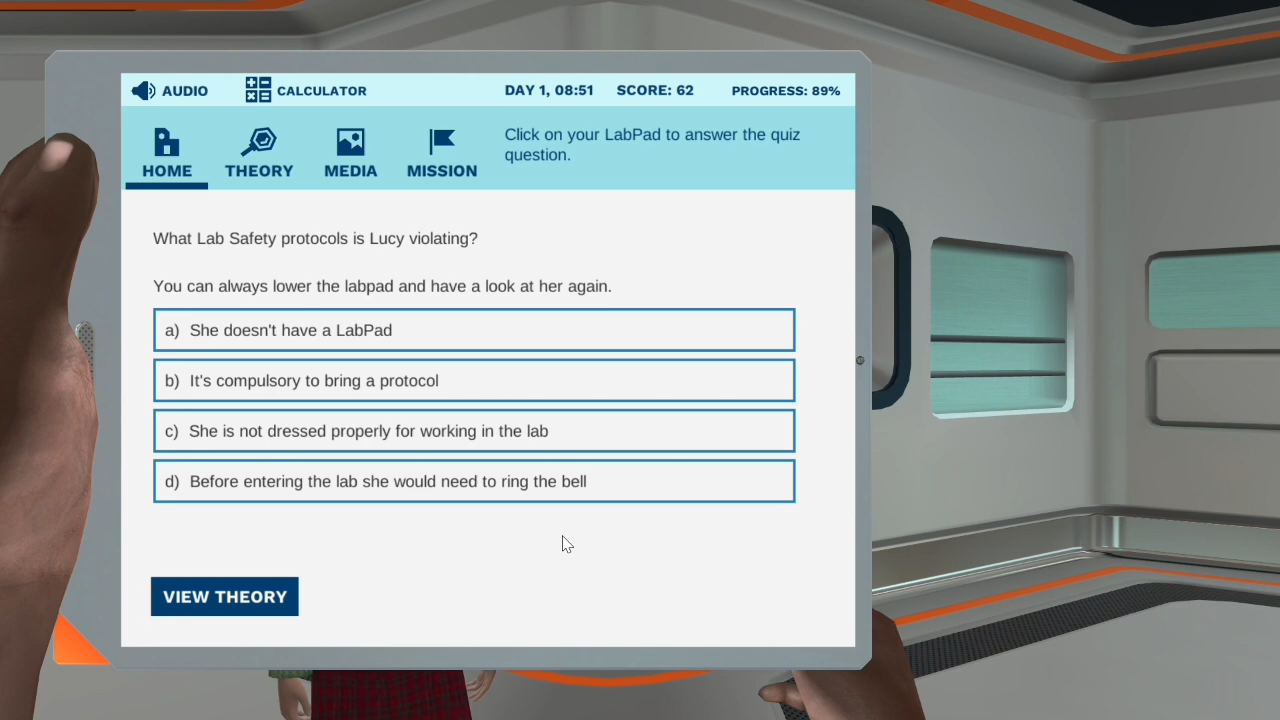 AUDIO
CALCULATOR
DAY 1, 08:51
SCORE: 62
PROGRESS: 89%
HOME
THEORY
MEDIA
MISSION
Click on your LabPad to answer the quiz
question.
What Lab Safety protocols is Lucy violating?
You can always lower the labpad and have a look at her again.
a) She doesn't have a LabPad
b) It's compulsory to bring a protocol
c) She is not dressed properly for working in the lab
d) Before entering the lab she would need to ring the bell
VIEW THEORY